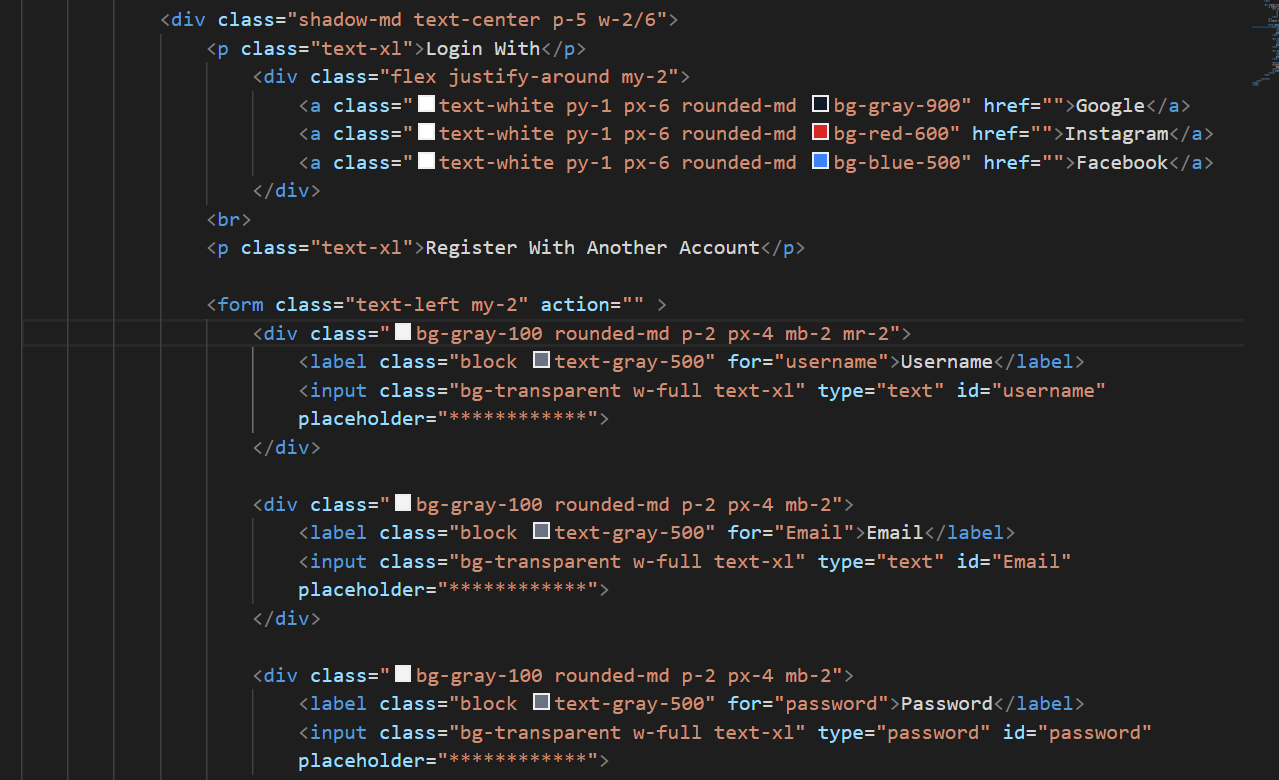 <div class="shadow-md text-center p-5 w-2/6">
<p class="text-xl">Login With</p>
<div class="flex justify-around my-2">
<a class="text-white py-1 px-6 rounded-md bg-gray-900" href="">Google</a>
<a class="text-white py-1 px-6 rounded-md bg-red-600" href="">Instagram</a>
<a class="text-white py-1 px-6 rounded-md bg-blue-500" href="">Facebook</a>
</div>
<br>
<p class="text-xl">Register With Another Account</p>
<form class="text-left my-2" action="" >
<div class="bg-gray-100 rounded-md p-2 px-4 mb-2 mr-2">
<label class="block text-gray-500" for="username">Username</label>
<input class="bg-transparent w-full text-xl" type="text" id="username"
placeholder="************">
</div>
<div class="bg-gray-100 rounded-md p-2 px-4 mb-2">
<label class="block text-gray-500" for="Email">Email</label>
<input class="bg-transparent w-full text-xl" type="text" id="Email"
placeholder="************">
</div>
<div class="bg-gray-100 rounded-md p-2 px-4 mb-2">
<label class="block text-gray-500" for="password">Password</label>
<input class="bg-transparent w-full text-xl" type="password" id="password"
placeholder="************">